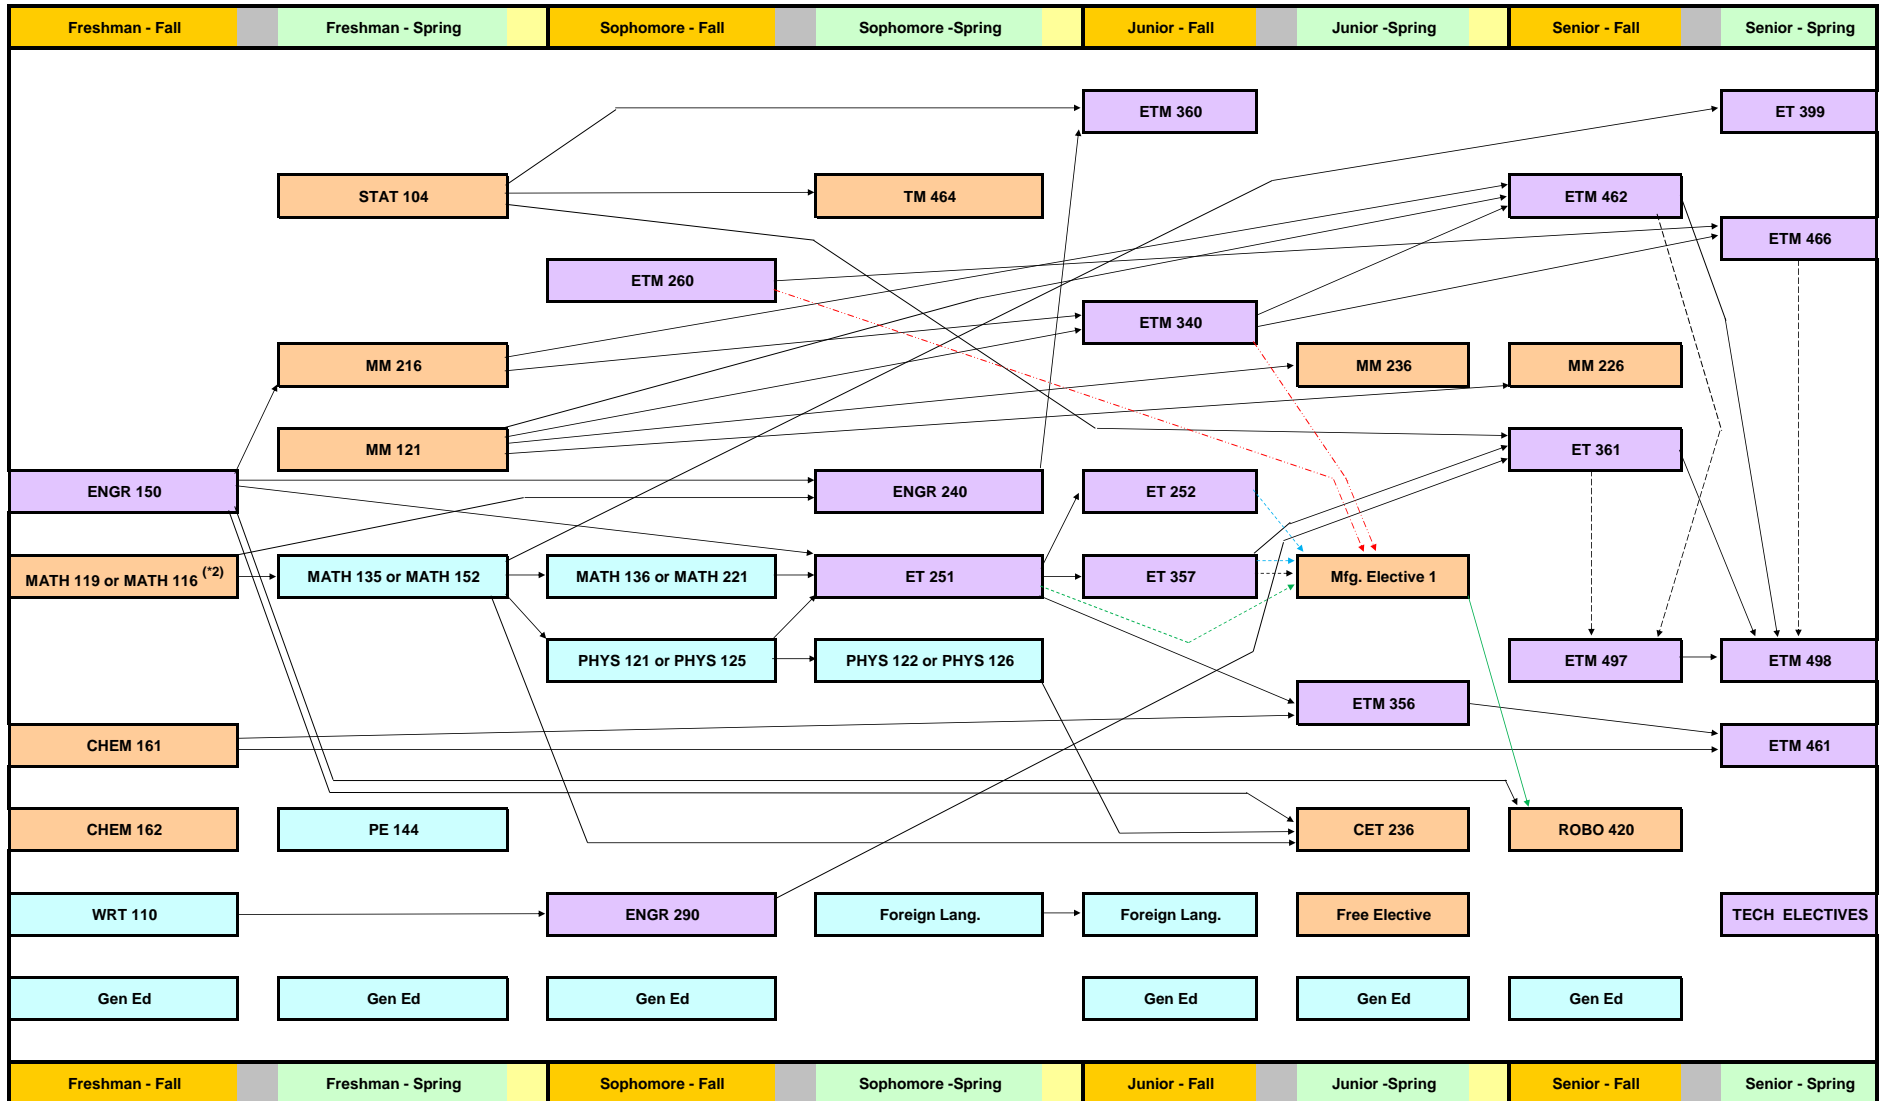 Freshman - Fall
Freshman - Spring
Sophomore - Fall
Sophomore -Spring
Junior - Fall
Junior -Spring
Senior - Fall
Senior - Spring
ETM 360
ET 399
STAT 104
TM 464
ETM 462
ETM 466
ETM 260
ETM 340
MM 216
MM 236
MM 226
MM 121
ET 361
ENGR 150
ENGR 240
ET 252
MATH 119 or MATH 116 (*2)
MATH 135 or MATH 152
MATH 136 or MATH 221
ET 251
ET 357
Mfg. Elective 1
PHYS 121 or PHYS 125
PHYS 122 or PHYS 126
ETM 497
ETM 498
ETM 356
CHEM 161
ETM 461
CHEM 162
PE 144
CET 236
ROBO 420
WRT 110
ENGR 290
Foreign Lang.
Foreign Lang.
Free Elective
TECH ELECTIVES
Gen Ed
Gen Ed
Gen Ed
Gen Ed
Gen Ed
Gen Ed
Freshman - Fall
Freshman - Spring
Sophomore - Fall
Sophomore -Spring
Junior - Fall
Junior -Spring
Senior - Fall
Senior - Spring